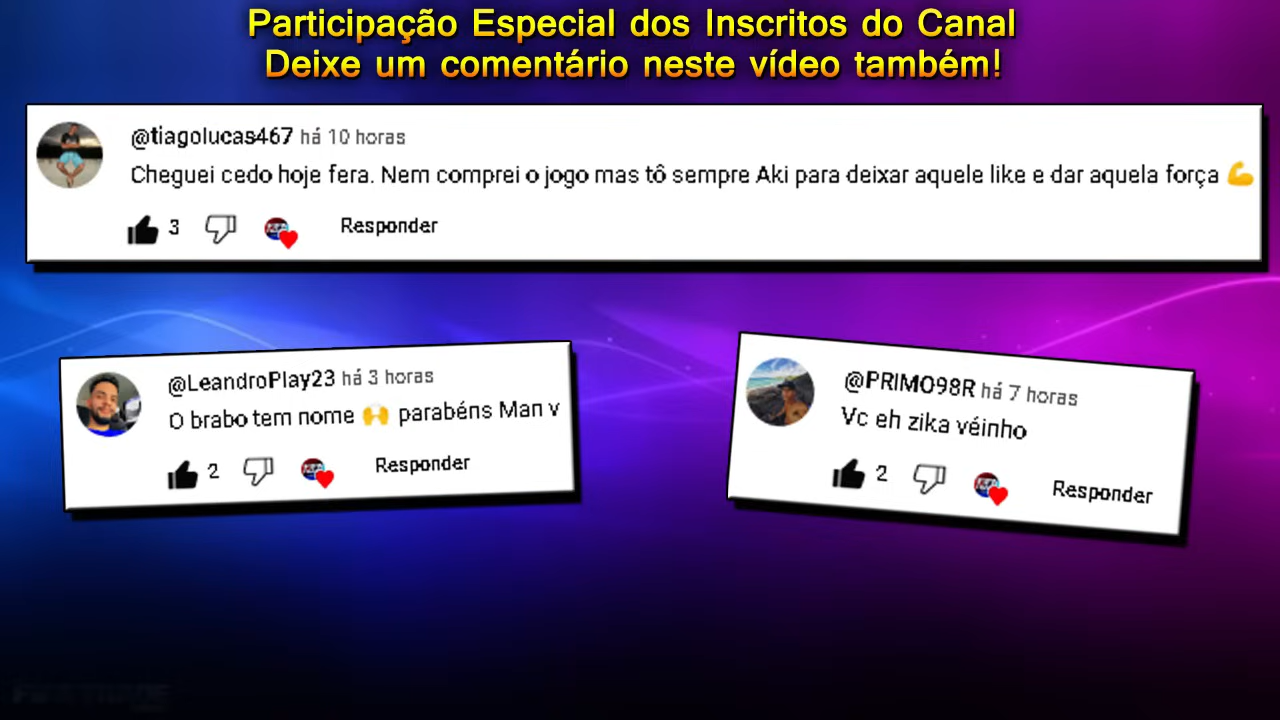 Participação Especial dos Inscritos do Canal
Deixe um comentário neste vídeo também!
@tiagolucas467 há 10 horas
Cheguei cedo hoje fera. Nem comprei o jogo mas tô sempre Aki para deixar aquele like e dar aquela força 💪
3 Responder
@LeandroPlay23 há 3 horas
O brabo tem nome 🙌 parabéns Man v
2 Responder
@PRIMO98R há 7 horas
Vc eh zika véinho
2 Responder